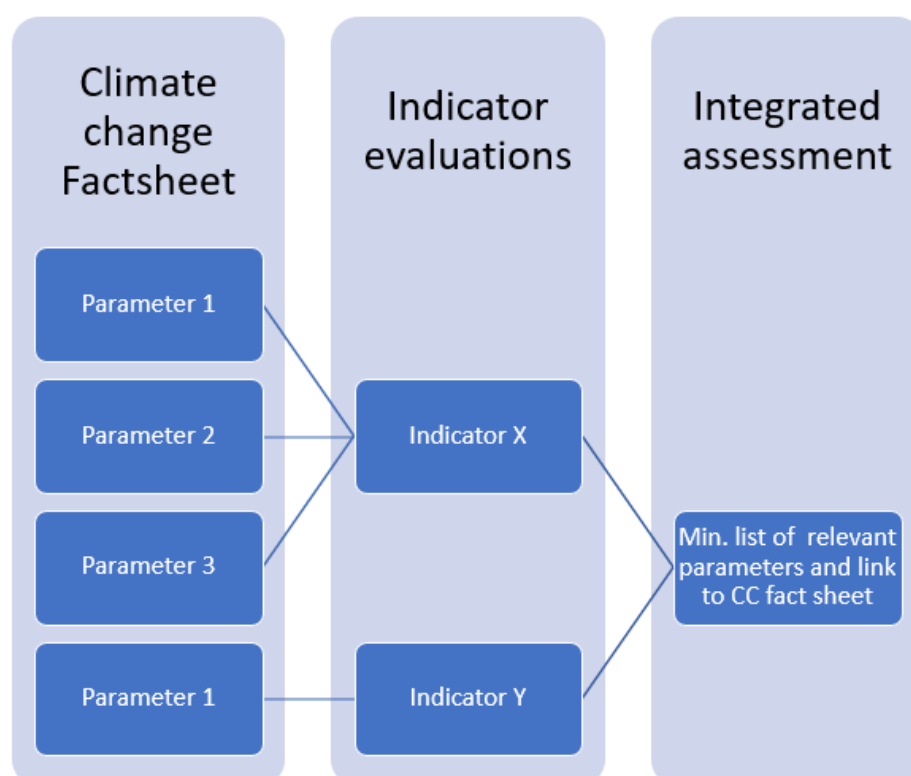 Climate
change
Factsheet
Parameter 1
Parameter 2
Parameter 3
Parameter 1
Indicator
evaluations
Indicator X
Indicator Y
Integrated
assessment
Min. list of relevant
parameters and link
to CC fact sheet